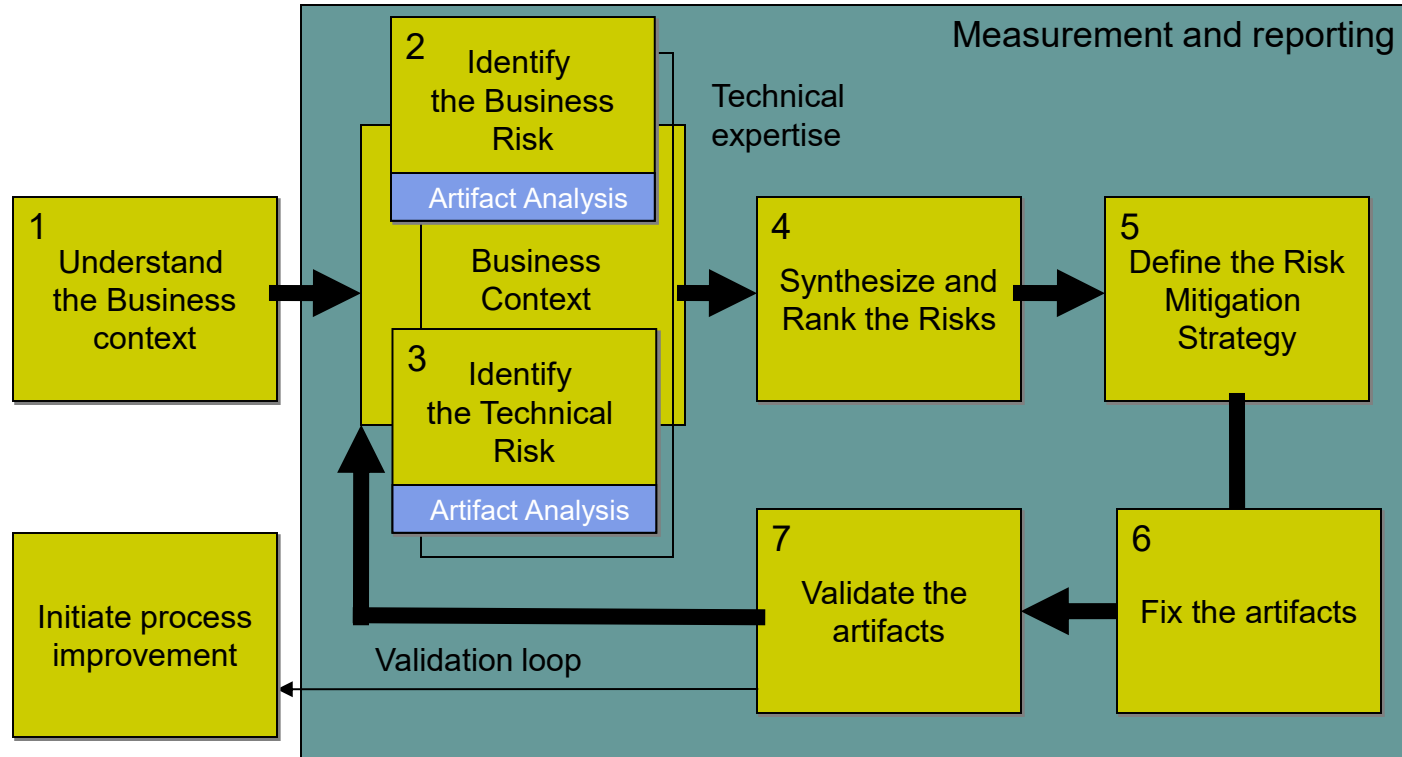 Measurement and reporting
2
Identify
the Business
Risk
Artifact Analysis
Technical
expertise
1
Understand
the Business
context
Business
Context
3
Identify
the Technical
Risk
Artifact Analysis
4
Synthesize and
Rank the Risks
5
Define the Risk
Mitigation
Strategy
6
Fix the artifacts
7
Validate the
artifacts
Validation loop
Initiate process
improvement